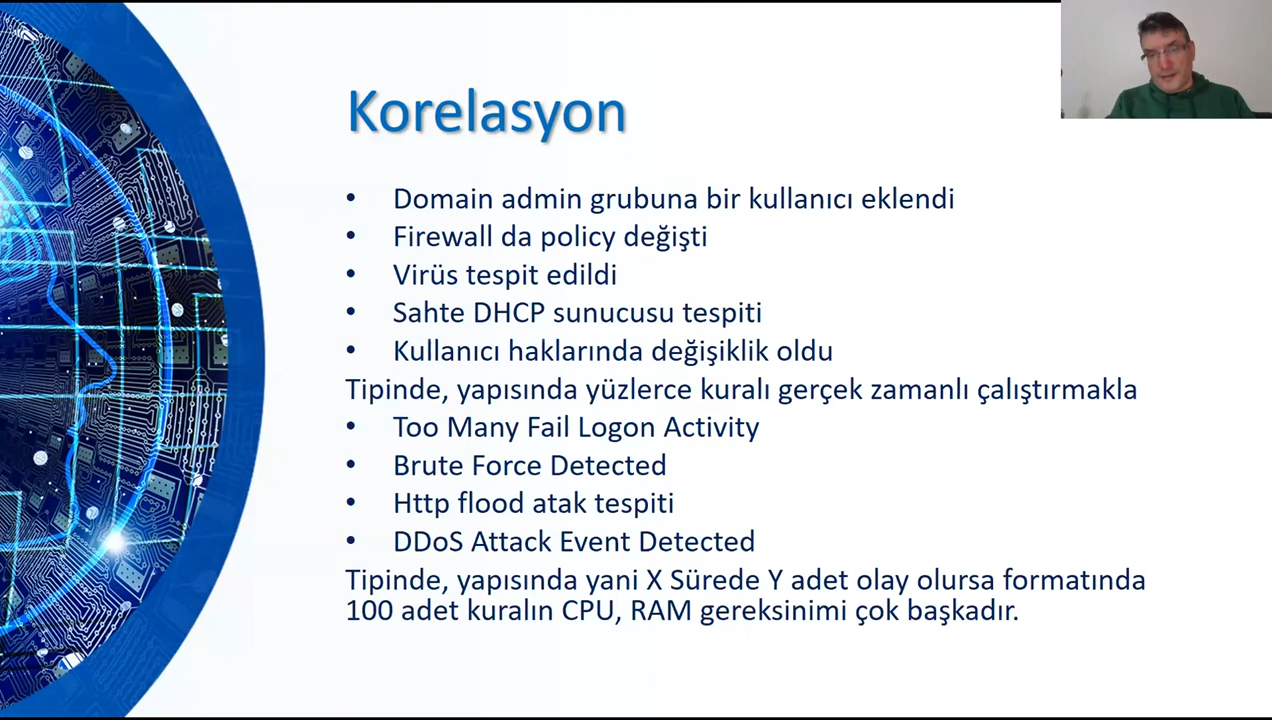 Korelasyon
• Domain admin grubuna bir kullanıcı eklendi
• Firewall da policy değişti
• Virüs tespit edildi
• Sahte DHCP sunucusu tespiti
• Kullanıcı haklarında değişiklik oldu
Tipinde, yapısında yüzlerce kuralı gerçek zamanlı çalıştırmakla
• Too Many Fail Logon Activity
• Brute Force Detected
• Http flood atak tespiti
• DDoS Attack Event Detected
Tipinde, yapısında yani X Sürede Y adet olay olursa formatında
100 adet kuralın CPU, RAM gereksinimi çok başkadır.